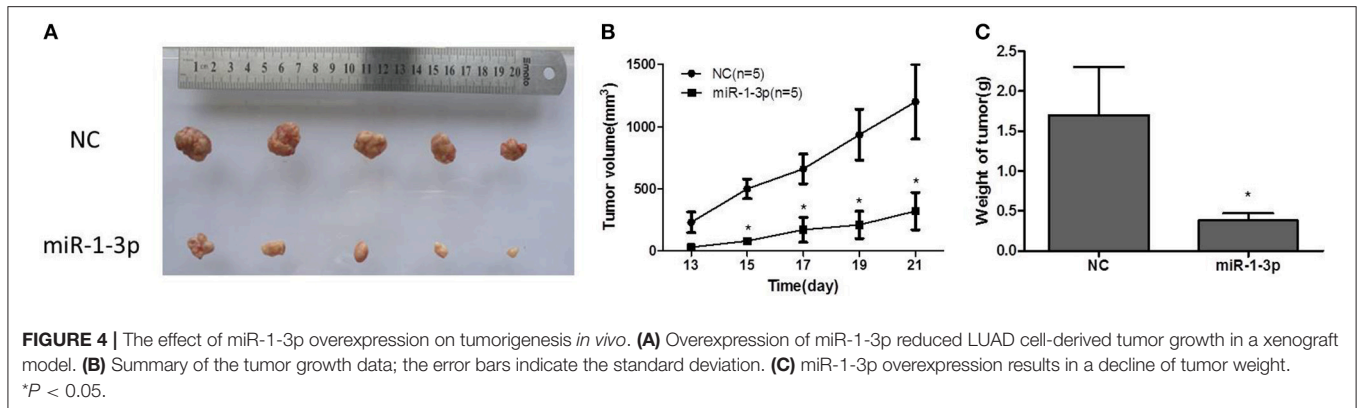 A
1 cm 2 3 4 5 6 7 8 9 10 11 12 13 14 15 16 17 18 19 20
NC
miR-1-3p
B
NC(n=5)
miR-1-3p(n=5)
Tumor volume(mm³)
1500
1000
500
0
13 15 17 19 21
* * * *
Time(day)
C
Weight of tumor(g)
2.5
2.0
1.5
1.0
0.5
0.0
*
NC miR-1-3p
FIGURE 4 | The effect of miR-1-3p overexpression on tumorigenesis in vivo. (A) Overexpression of miR-1-3p reduced LUAD cell-derived tumor growth in a xenograft
model. (B) Summary of the tumor growth data; the error bars indicate the standard deviation. (C) miR-1-3p overexpression results in a decline of tumor weight.
*P < 0.05.